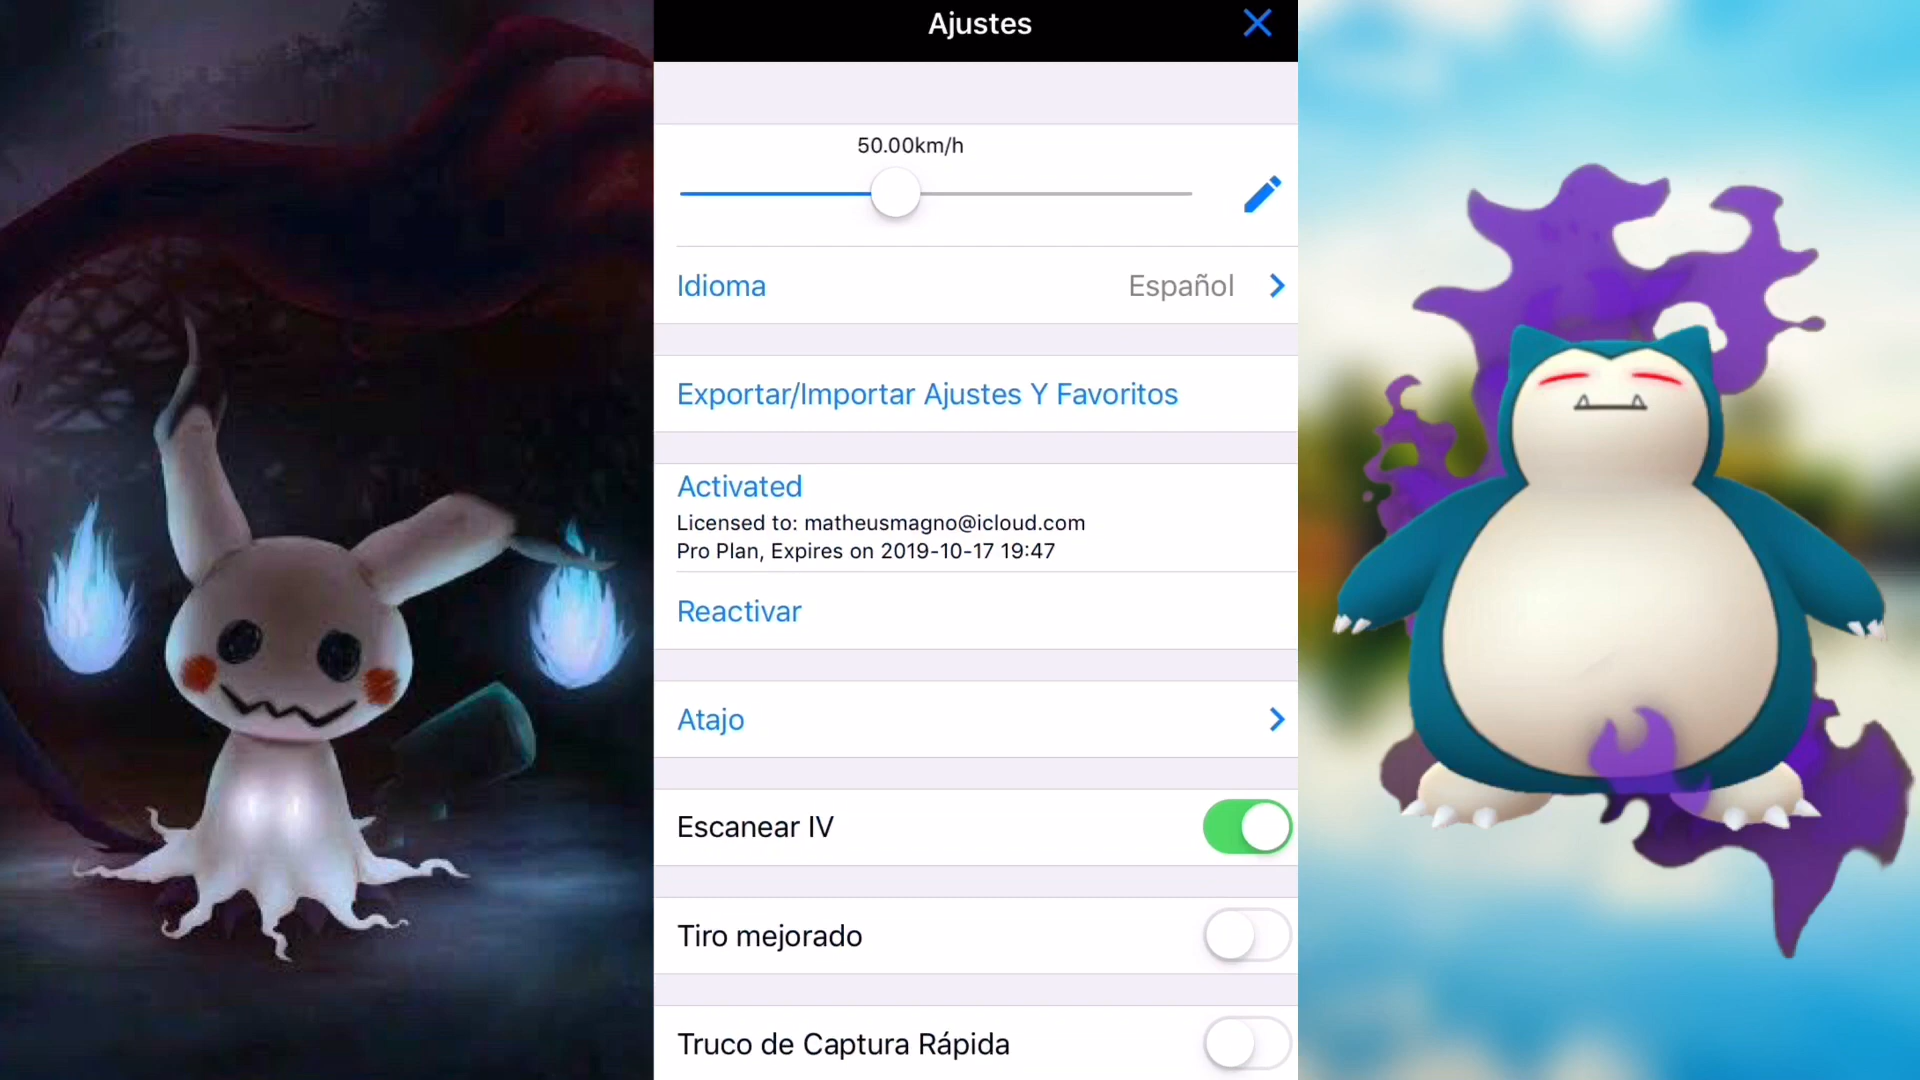 Ajustes
50.00km/h
Idioma
Español
Exportar/Importar Ajustes Y Favoritos
Activated
Licensed to: matheusmagno@icloud.com
Pro Plan, Expires on 2019-10-17 19:47
Reactivar
Atajo
Escanear IV
Tiro mejorado
Truco de Captura Rápida